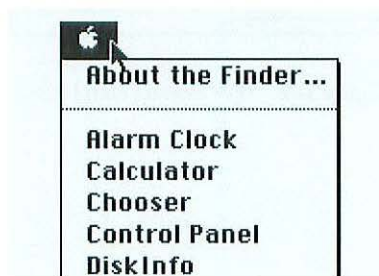 About the Finder...
Alarm Clock
Calculator
Chooser
Control Panel
DiskInfo